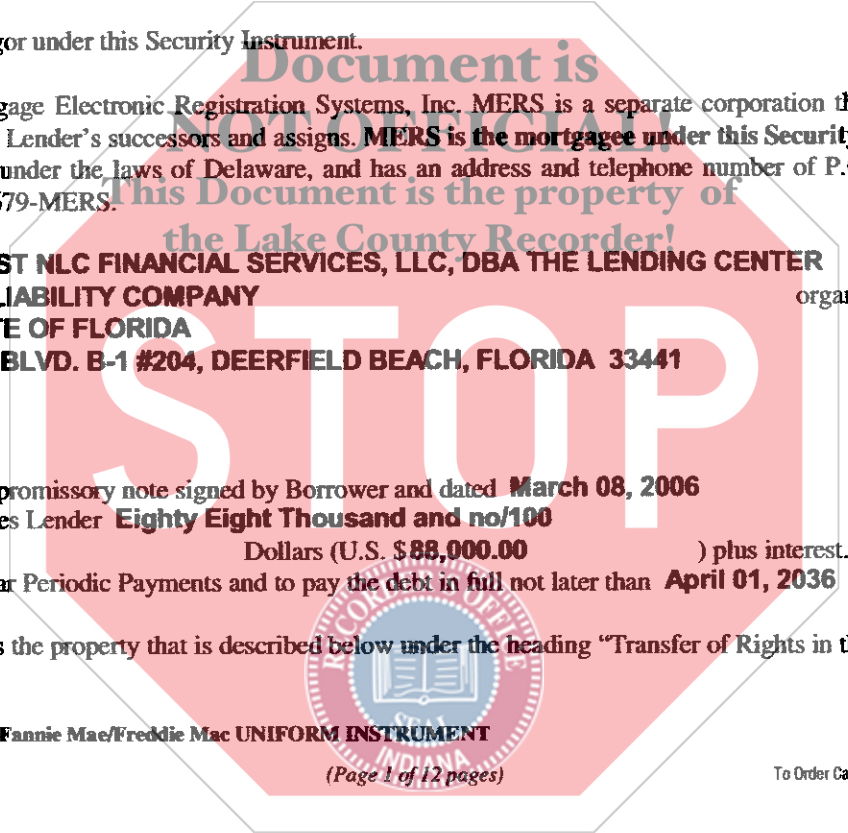 gor under this Security Instrument.
Document is
gage Electronic Registration Systems, Inc. MERS is a separate corporation th
NOT OFFICIAL!
Lender's successors and assigns. MERS is the mortgagee under this Security
under the laws of Delaware, and has an address and telephone number of P.
This Document is the property of
679-MERS.
the Lake County Recorder!
ST NLC FINANCIAL SERVICES, LLC, DBA THE LENDING CENTER
LIABILITY COMPANY organ
TE OF FLORIDA
BLVD. B-1 #204, DEERFIELD BEACH, FLORIDA 33441
STOP
promissory note signed by Borrower and dated March 08, 2006
es Lender Eighty Eight Thousand and no/100
Dollars (U.S. $88,000.00 ) plus interest.
ar Periodic Payments and to pay the debt in full not later than April 01, 2036
s the property that is described below under the heading "Transfer of Rights in th
SEAL
INDIANA
Fannie Mae/Freddie Mac UNIFORM INSTRUMENT
(Page 1 of 12 pages)
To Order Ca